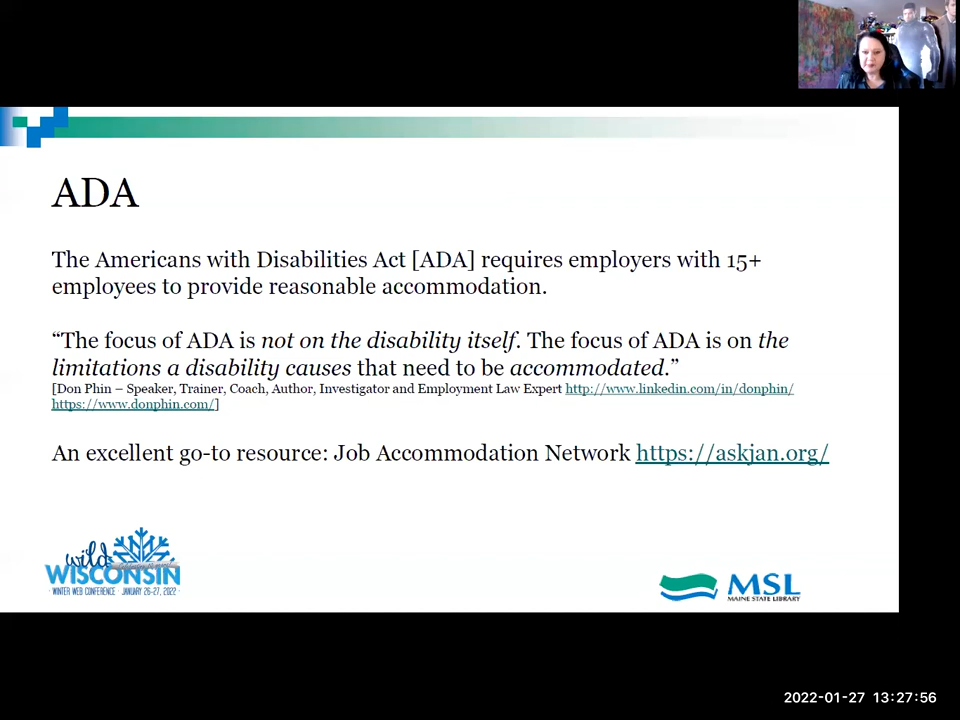 ADA
The Americans with Disabilities Act [ADA] requires employers with 15+
employees to provide reasonable accommodation.
“The focus of ADA is not on the disability itself. The focus of ADA is on the
limitations a disability causes that need to be accommodated.”
[Don Phin – Speaker, Trainer, Coach, Author, Investigator and Employment Law Expert http://www.linkedin.com/in/donphin/
https://www.donphin.com/]
An excellent go-to resource: Job Accommodation Network https://askjan.org/
wild
WISCONSIN
· WINTER WEB CONFERENCE · JANUARY 26-27, 2022 ·
MSL
MAINE STATE LIBRARY
2022-01-27 13:27:56